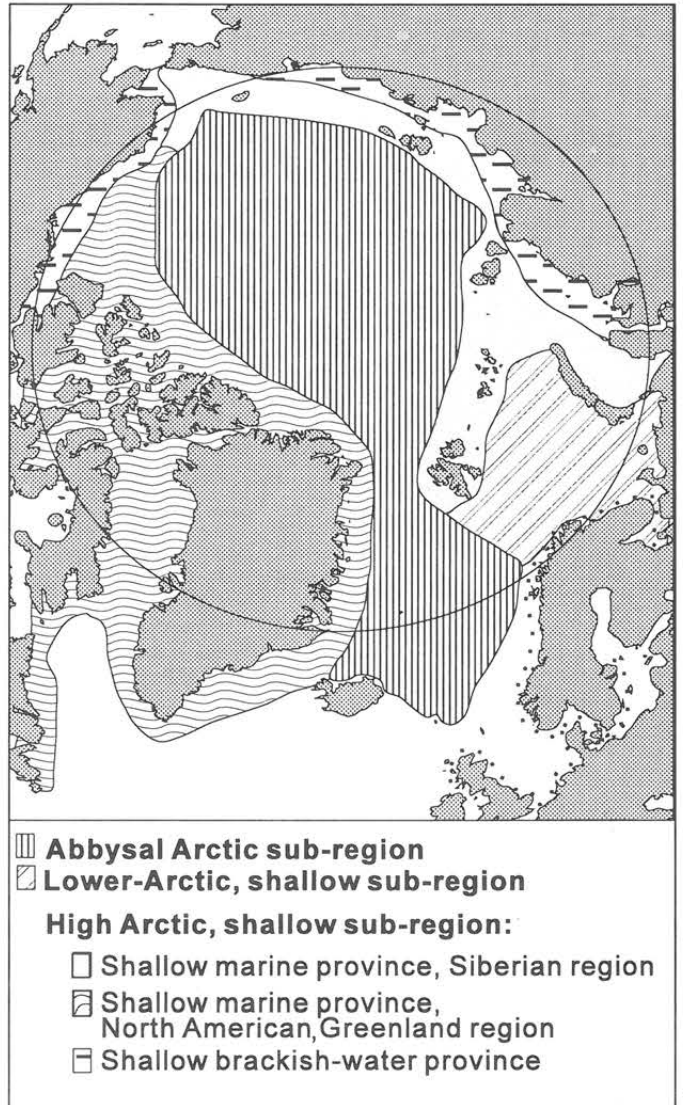 Abbysal Arctic sub-region
Lower-Arctic, shallow sub-region
High Arctic, shallow sub-region:
Shallow marine province, Siberian region
Shallow marine province,
North American,Greenland region
Shallow brackish-water province